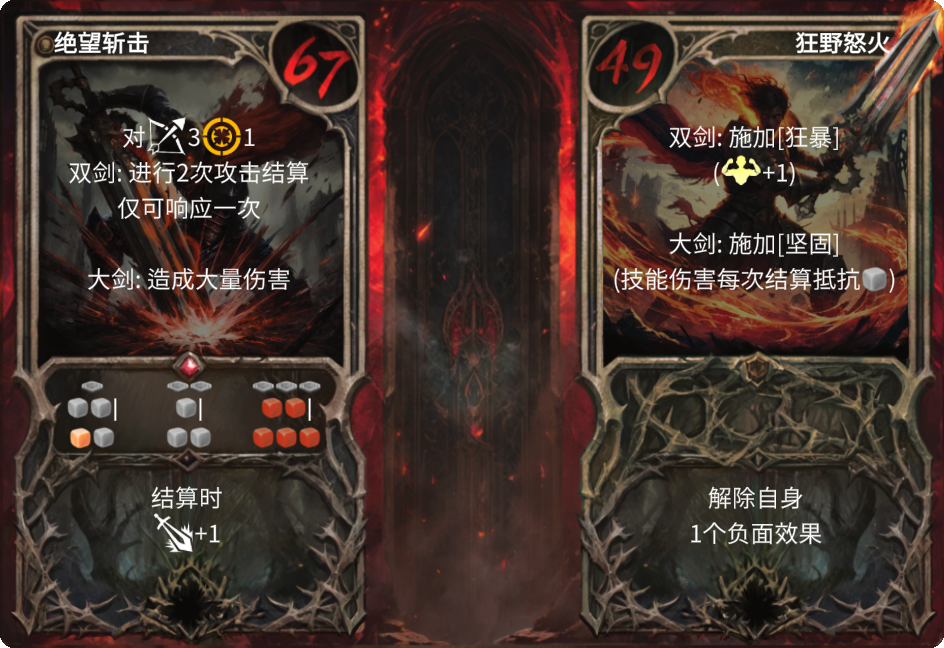 绝望斩击
67
对 3 1
双剑: 进行2次攻击结算
仅可响应一次
大剑: 造成大量伤害
结算时
+1
49
狂野怒火
双剑: 施加[狂暴]
( +1)
大剑: 施加[坚固]
(技能伤害每次结算抵抗 )
解除自身
1个负面效果